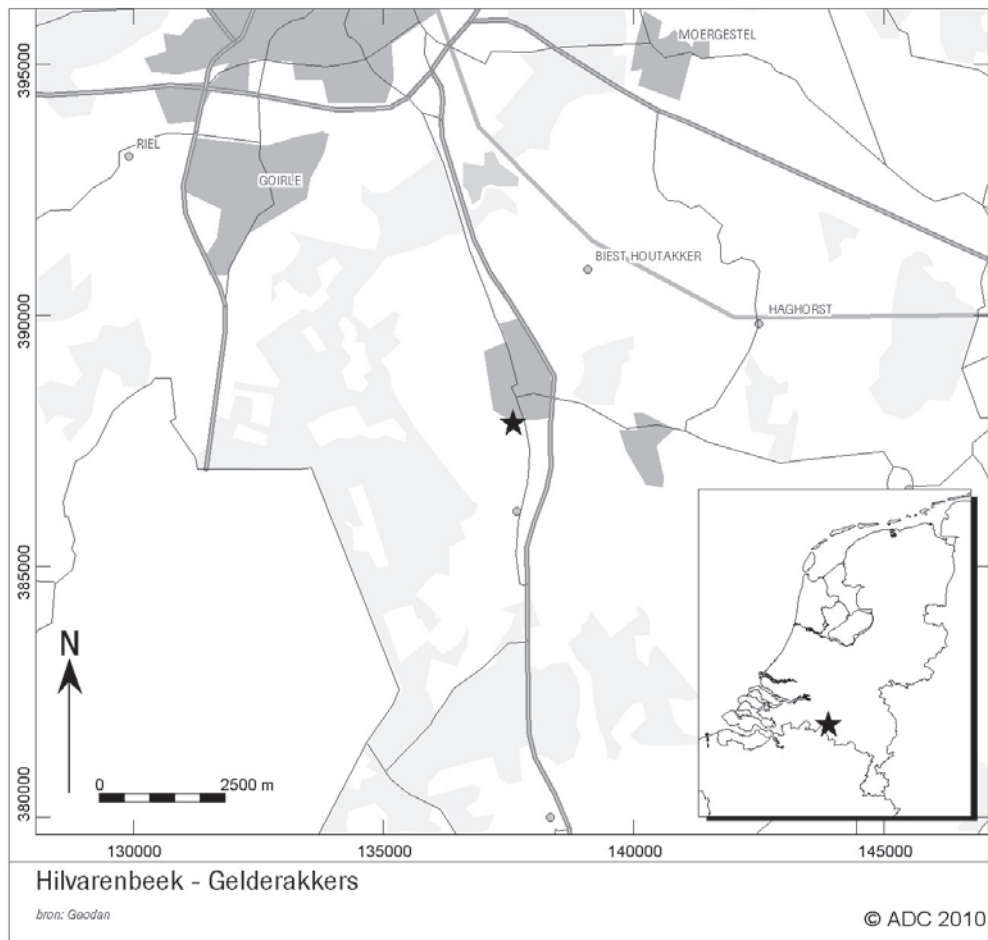 MOERGESTEL
395000
RIEL
GOIRLE
BIEST HOUTAKKER
HAGHORST
390000
385000
N
0 2500 m
380000
130000 135000 140000 145000
Hilvarenbeek - Gelderakkers
bron: Geodan
© ADC 2010